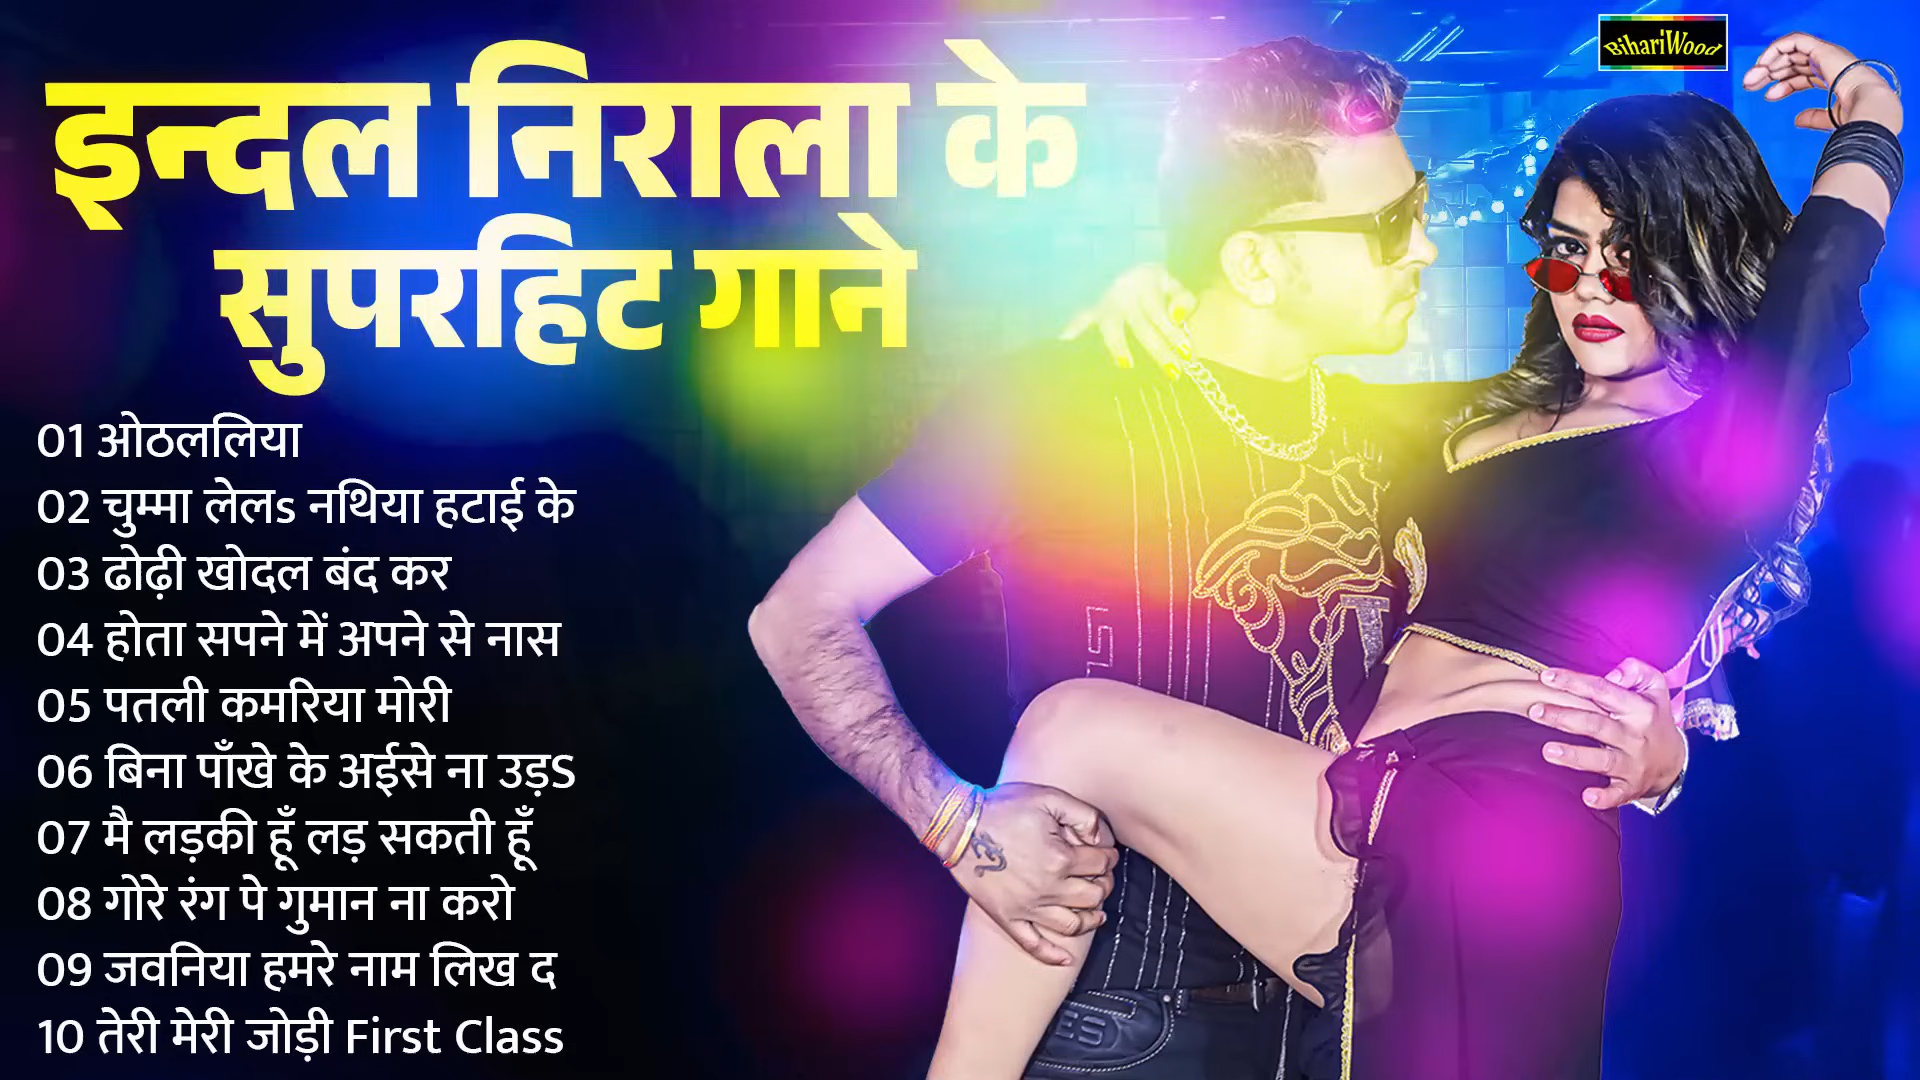 BihariWood
इन्दल निराला के
सुपरहिट गाने
01 ओठललिया
02 चुम्मा लेलs नथिया हटाई के
03 ढोढ़ी खोदल बंद कर
04 होता सपने में अपने से नास
05 पतली कमरिया मोरी
06 बिना पाँखे के अईसे ना उड़S
07 मै लड़की हूँ लड़ सकती हूँ
08 गोरे रंग पे गुमान ना करो
09 जवनिया हमरे नाम लिख द
10 तेरी मेरी जोड़ी First Class